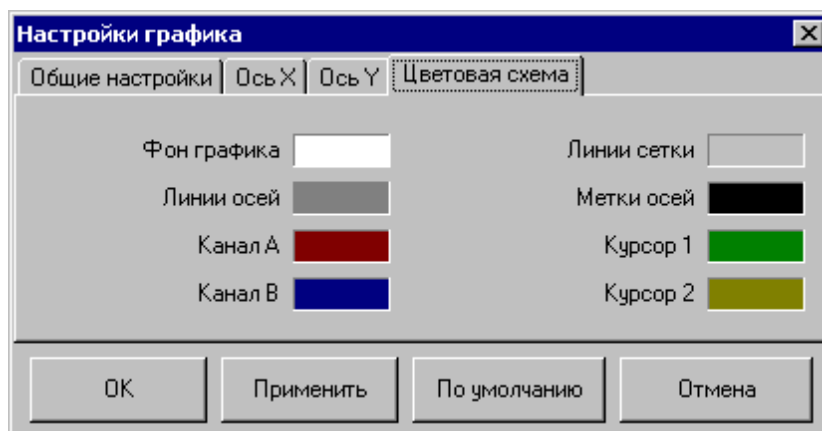 Настройки графика
Общие настройки Ось X Ось Y Цветовая схема
Фон графика Линии сетки
Линии осей Метки осей
Канал A Курсор 1
Канал B Курсор 2
OK Применить По умолчанию Отмена